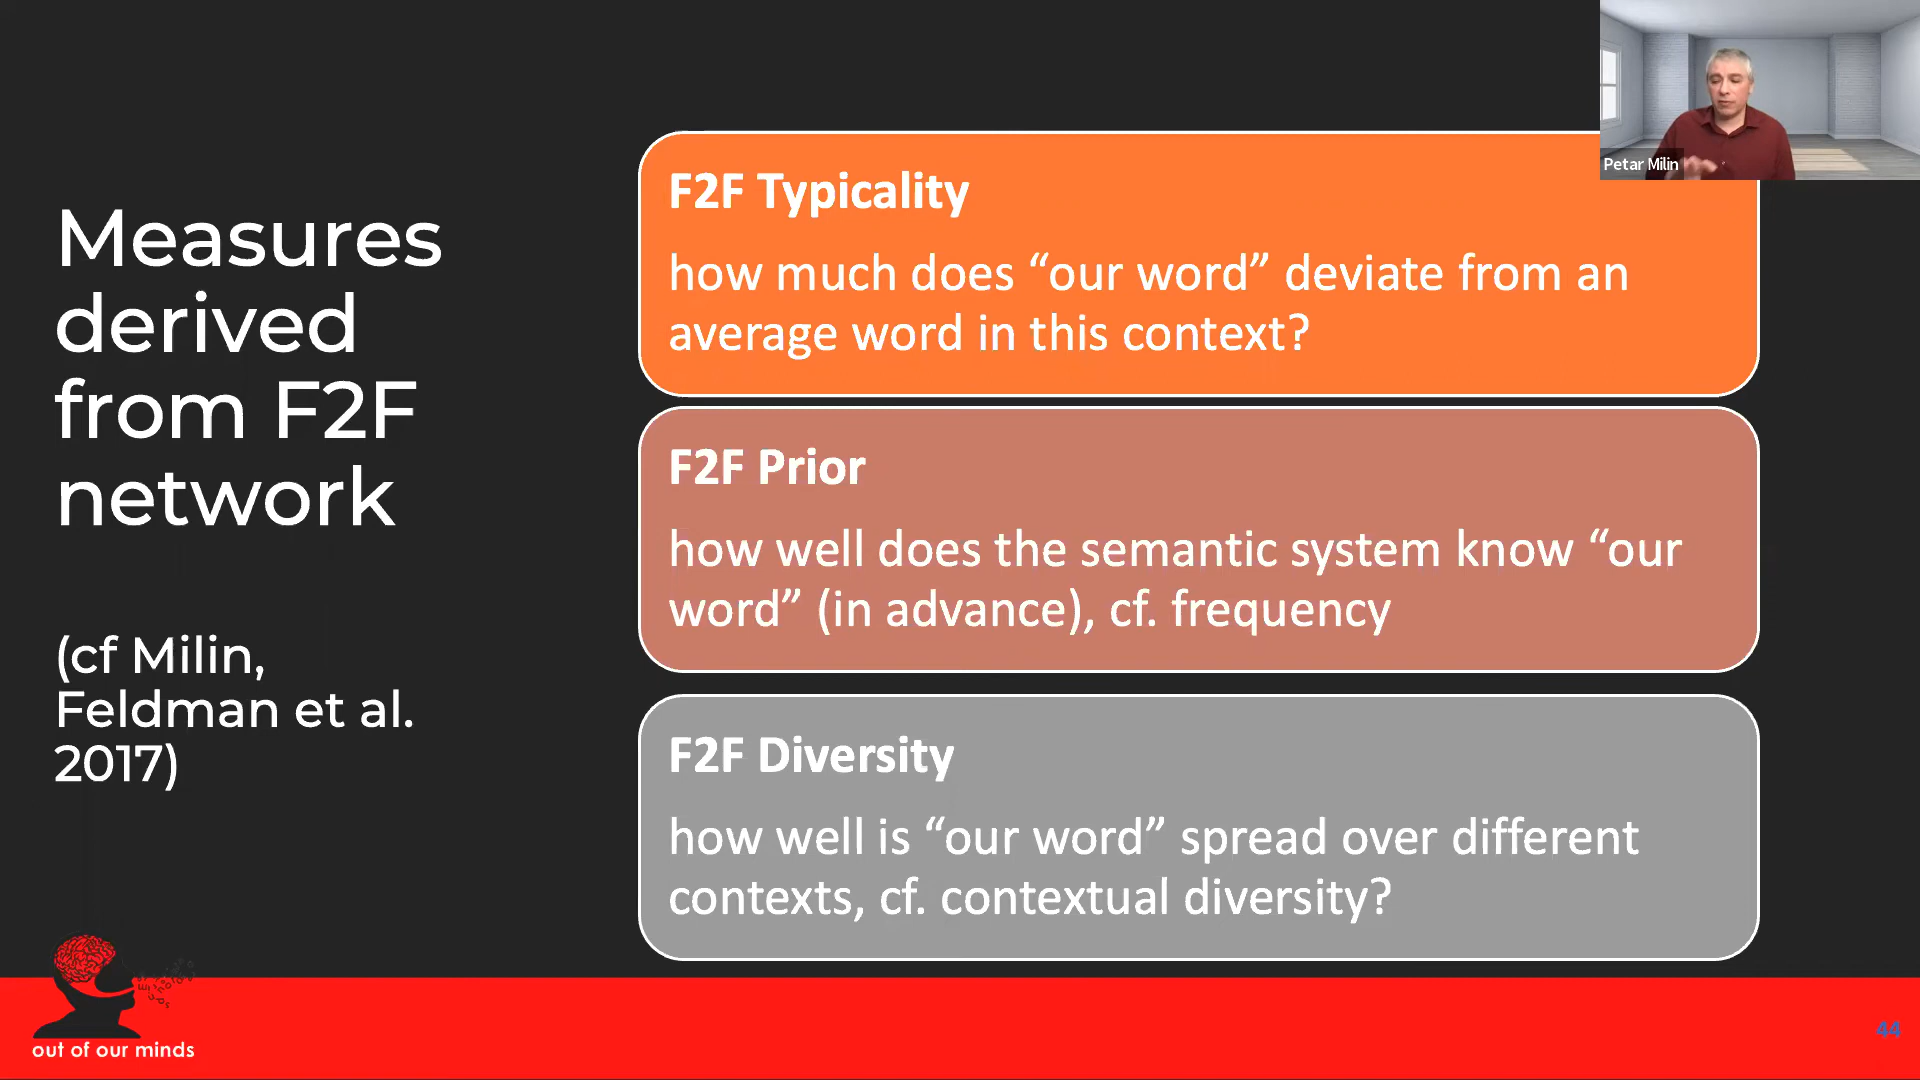 Measures
derived
from F2F
network
(cf Milin,
Feldman et al.
2017)
F2F Typicality
how much does “our word” deviate from an
average word in this context?
F2F Prior
how well does the semantic system know “our
word” (in advance), cf. frequency
F2F Diversity
how well is “our word” spread over different
contexts, cf. contextual diversity?
Petar Milin
out of our minds
44